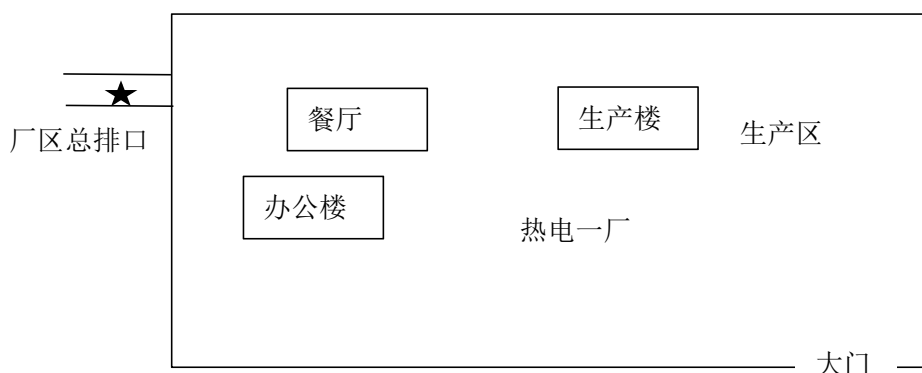 餐厅
生产楼
生产区
厂区总排口
办公楼
热电一厂
大门